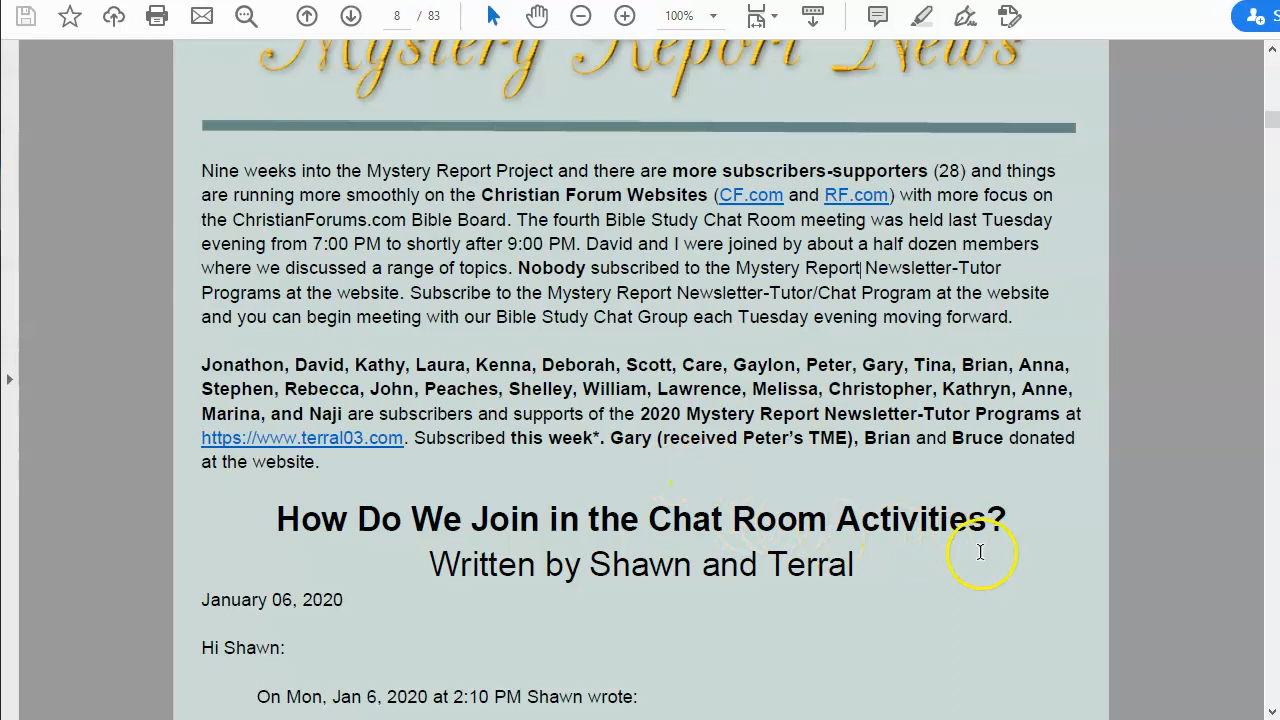 8 / 83 100%
Mystery Report News
Nine weeks into the Mystery Report Project and there are more subscribers-supporters (28) and things
are running more smoothly on the Christian Forum Websites (CF.com and RF.com) with more focus on
the ChristianForums.com Bible Board. The fourth Bible Study Chat Room meeting was held last Tuesday
evening from 7:00 PM to shortly after 9:00 PM. David and I were joined by about a half dozen members
where we discussed a range of topics. Nobody subscribed to the Mystery Report Newsletter-Tutor
Programs at the website. Subscribe to the Mystery Report Newsletter-Tutor/Chat Program at the website
and you can begin meeting with our Bible Study Chat Group each Tuesday evening moving forward.
Jonathon, David, Kathy, Laura, Kenna, Deborah, Scott, Care, Gaylon, Peter, Gary, Tina, Brian, Anna,
Stephen, Rebecca, John, Peaches, Shelley, William, Lawrence, Melissa, Christopher, Kathryn, Anne,
Marina, and Naji are subscribers and supports of the 2020 Mystery Report Newsletter-Tutor Programs at
https://www.terral03.com. Subscribed this week*. Gary (received Peter's TME), Brian and Bruce donated
at the website.
How Do We Join in the Chat Room Activities?
Written by Shawn and Terral
January 06, 2020
Hi Shawn:
On Mon, Jan 6, 2020 at 2:10 PM Shawn wrote: